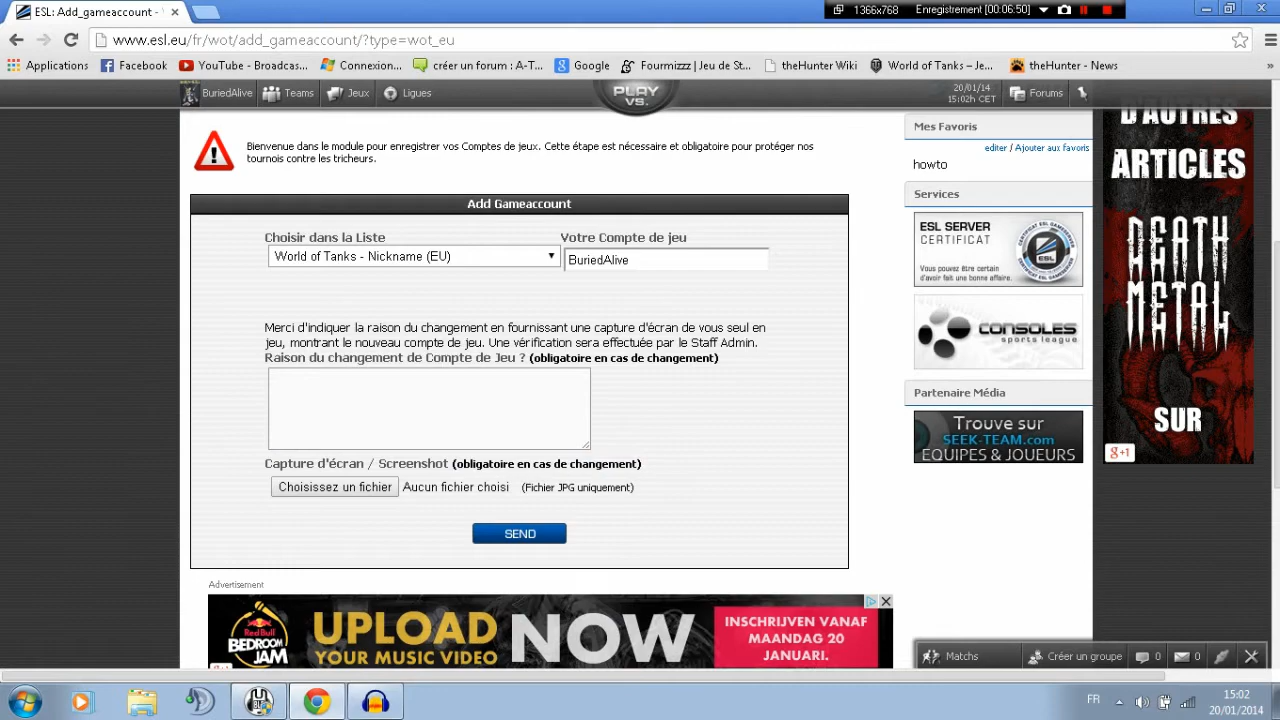 ESL: Add_gameaccount -
1366x768 Enregistrement [00:06:50]
www.esl.eu/fr/wot/add_gameaccount/?type=wot_eu
Applications Facebook YouTube - Broadcas... Connexion... créer un forum : A-T... Google Fourmizzz | Jeu de St... theHunter Wiki World of Tanks – Je... theHunter - News »
BuriedAlive Teams Jeux Ligues PLAY VS. 20/01/14 15:02h CET Forums
Bienvenue dans le module pour enregistrer vos Comptes de jeux. Cette étape est nécessaire et obligatoire pour protéger nos
tournois contre les tricheurs.
Add Gameaccount
Choisir dans la Liste Votre Compte de jeu
World of Tanks - Nickname (EU) BuriedAlive
Merci d'indiquer la raison du changement en fournissant une capture d'écran de vous seul en
jeu, montrant le nouveau compte de jeu. Une vérification sera effectuée par le Staff Admin.
Raison du changement de Compte de Jeu ? (obligatoire en cas de changement)
Capture d'écran / Screenshot (obligatoire en cas de changement)
Choisissez un fichier Aucun fichier choisi (Fichier JPG uniquement)
SEND
Mes Favoris
editer / Ajouter aux favoris
howto
Services
ESL SERVER
CERTIFICAT
ESL
Vous pouvez être certain
d'avoir fait une bonne affaire.
CONSOLES
sports league
Partenaire Média
Trouve sur
SEEK-TEAM.com
EQUIPES & JOUEURS
D'AUTRES
ARTICLES
DEATH
METAL
SUR
g+1
Advertisement
Red Bull
BEDROOM
JAM
UPLOAD
YOUR MUSIC VIDEO
NOW
INSCHRIJVEN VANAF
MAANDAG 20
JANUARI.
Matchs Créer un groupe 0 0
FR 15:02
20/01/2014